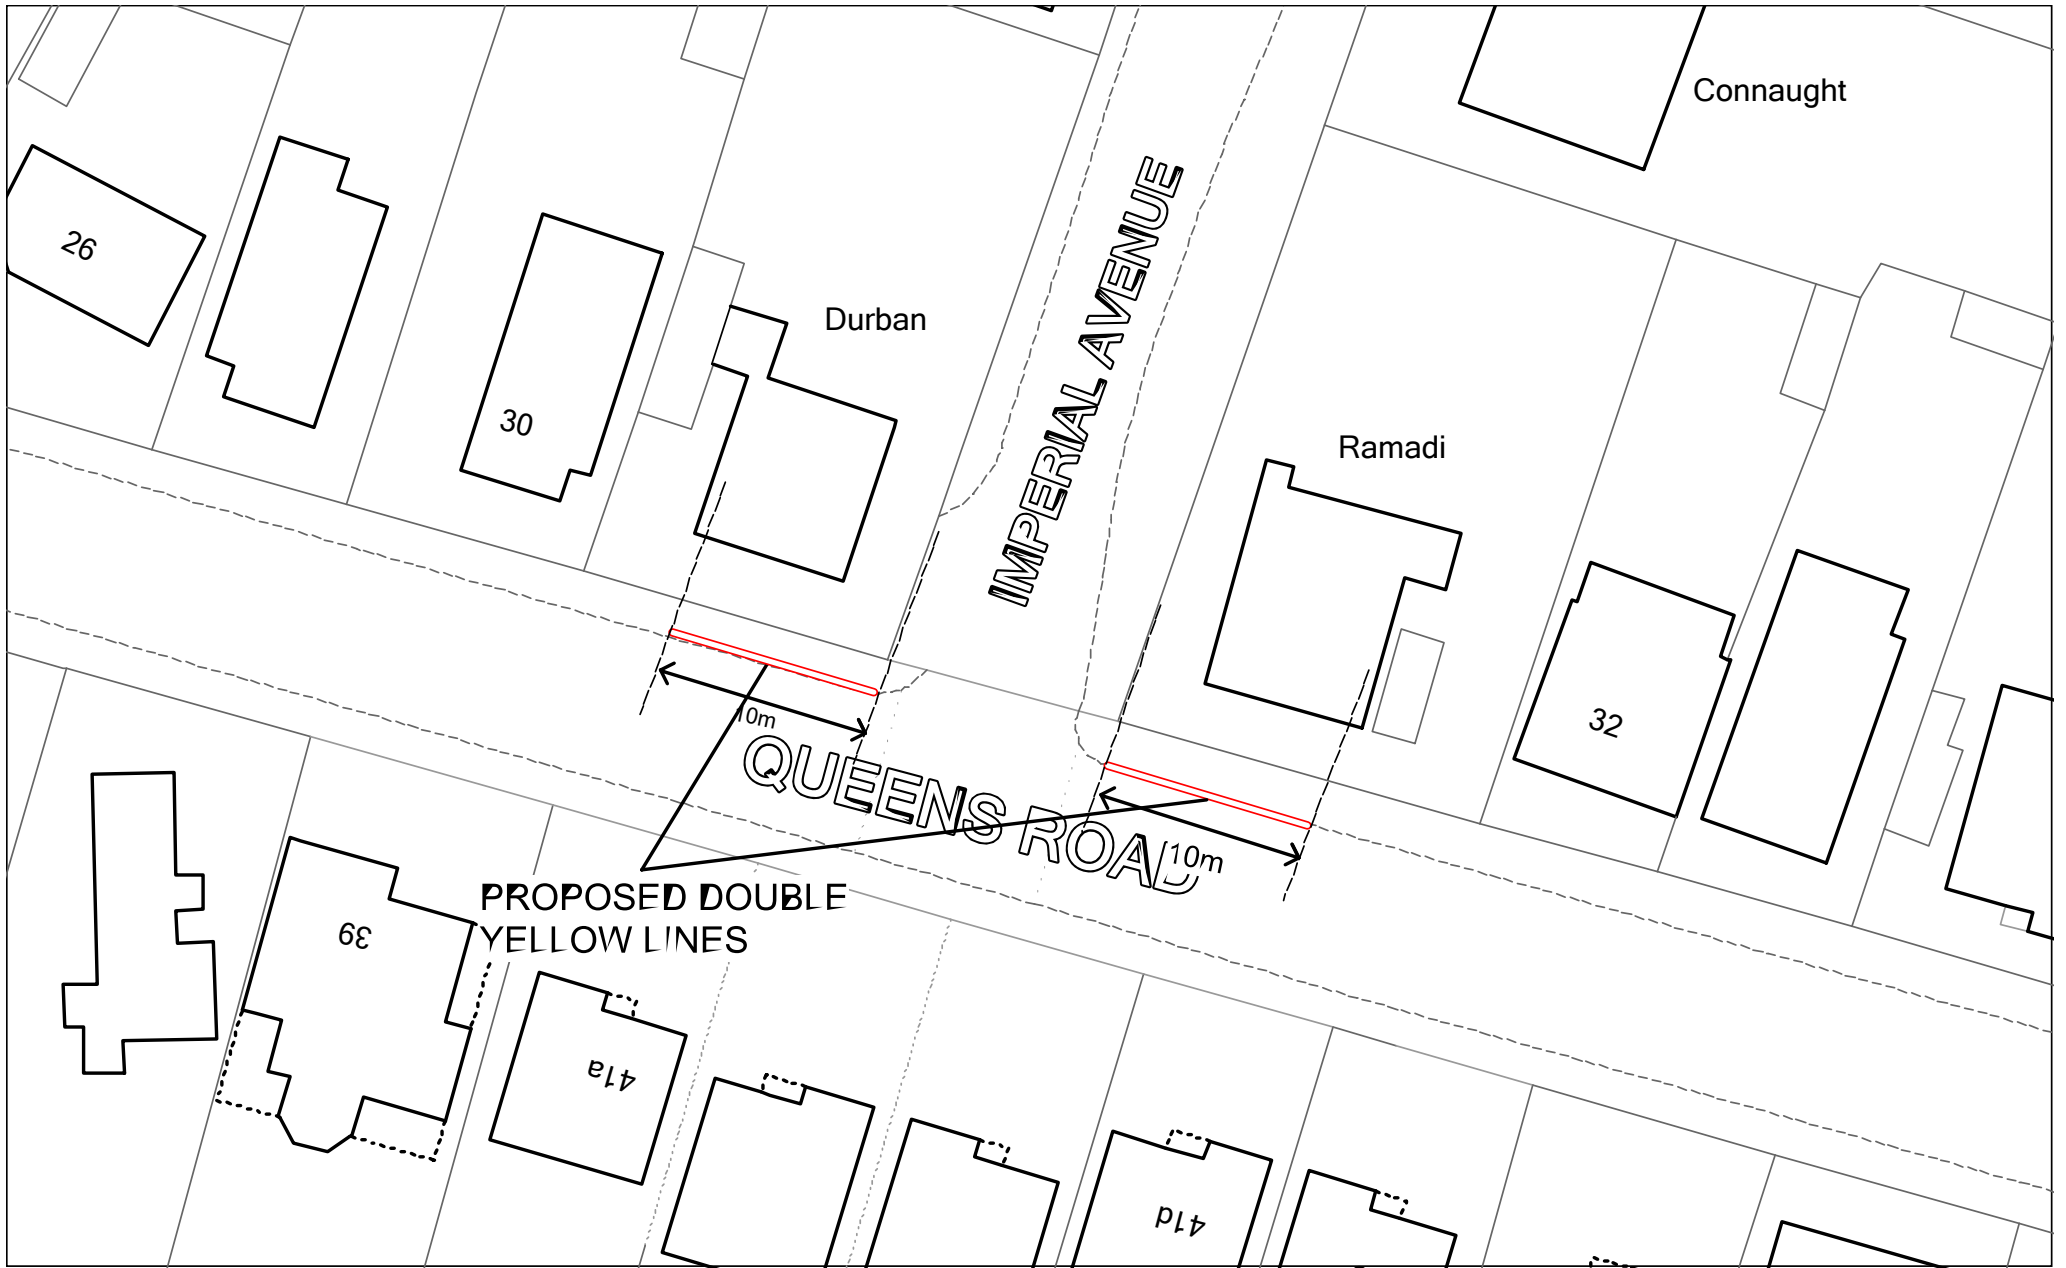 Connaught
26
Durban
IMPERIAL AVENUE
30
Ramadi
10m
32
QUEENS ROAD
10m
PROPOSED DOUBLE
YELLOW LINES
39
41a
41d